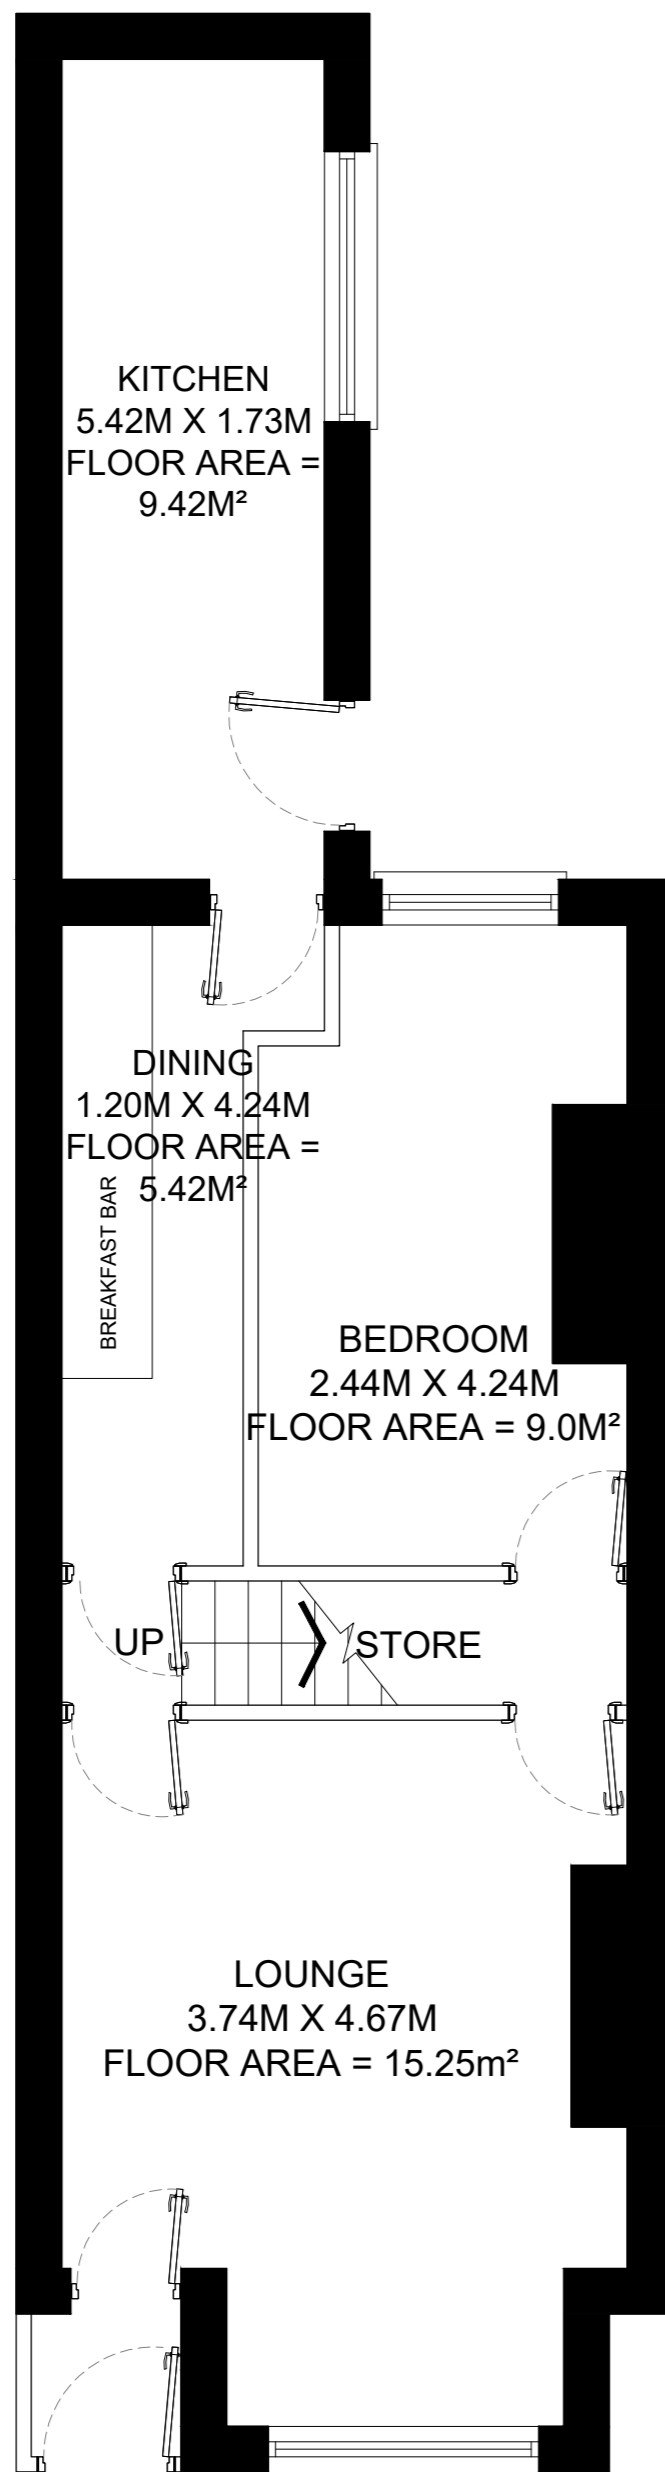 KITCHEN
5.42M X 1.73M
FLOOR AREA =
9.42M²
DINING
1.20M X 4.24M
FLOOR AREA =
5.42M²
BREAKFAST BAR
BEDROOM
2.44M X 4.24M
FLOOR AREA = 9.0M²
UP
STORE
LOUNGE
3.74M X 4.67M
FLOOR AREA = 15.25m²